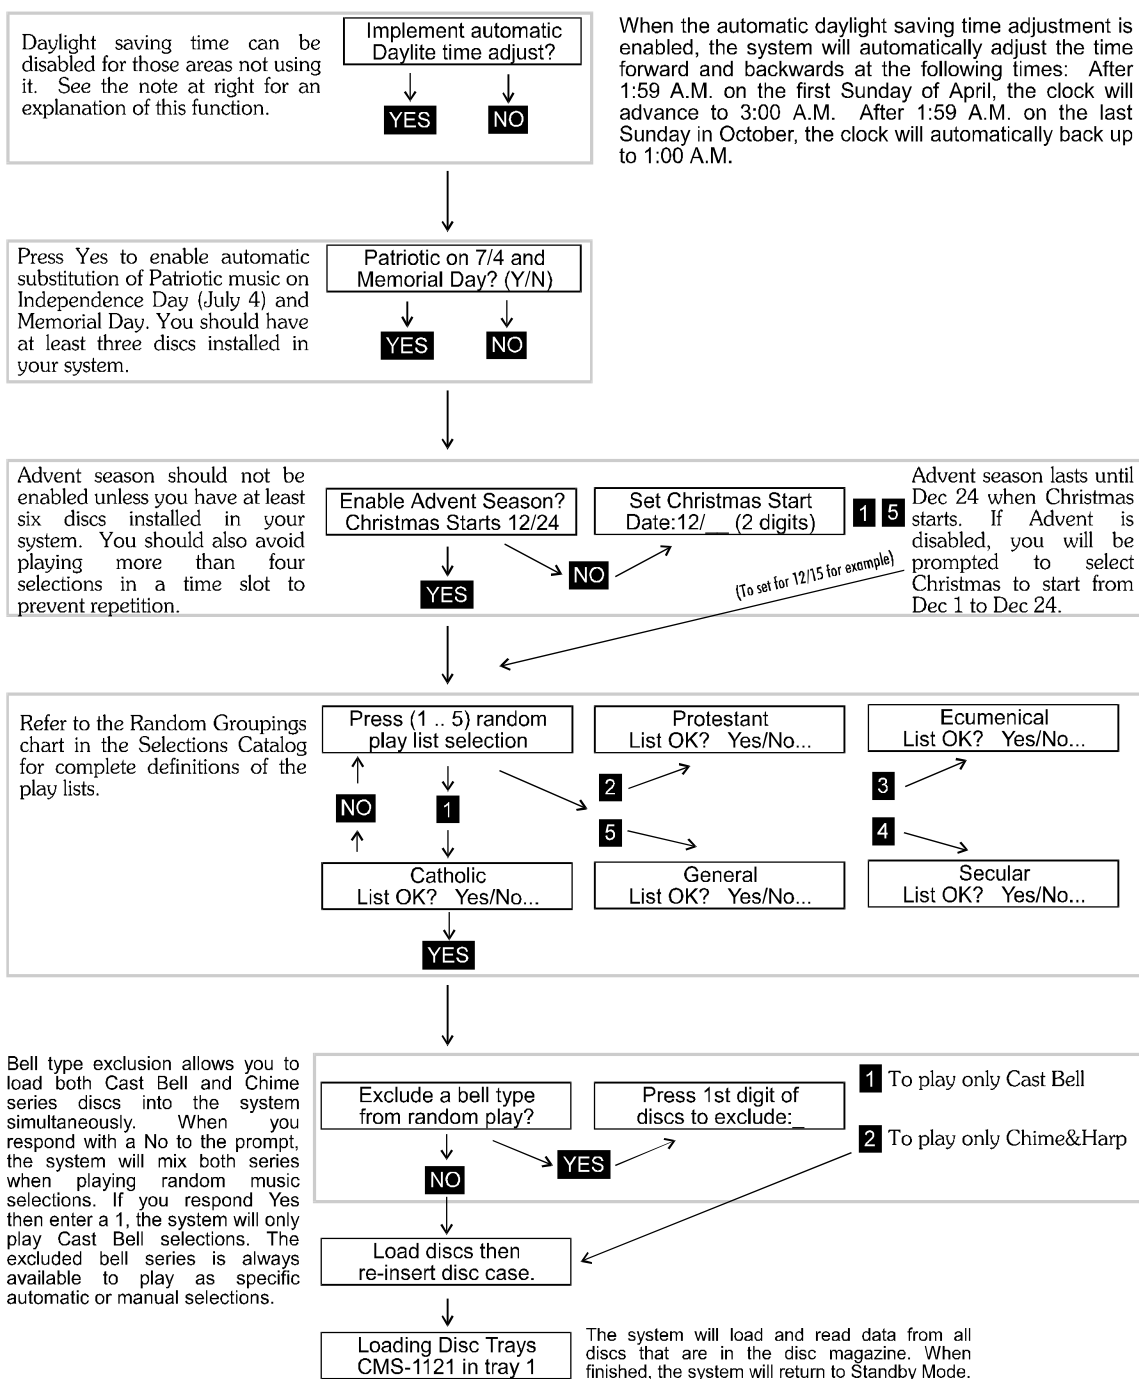 Daylight saving time can be
disabled for those areas not using
it. See the note at right for an
explanation of this function.
Implement automatic
Daylite time adjust?
YES
NO
When the automatic daylight saving time adjustment is
enabled, the system will automatically adjust the time
forward and backwards at the following times: After
1:59 A.M. on the first Sunday of April, the clock will
advance to 3:00 A.M. After 1:59 A.M. on the last
Sunday in October, the clock will automatically back up
to 1:00 A.M.
Press Yes to enable automatic
substitution of Patriotic music on
Independence Day (July 4) and
Memorial Day. You should have
at least three discs installed in
your system.
Patriotic on 7/4 and
Memorial Day? (Y/N)
YES
NO
Advent season should not be
enabled unless you have at least
six discs installed in your
system. You should also avoid
playing more than four
selections in a time slot to
prevent repetition.
Enable Advent Season?
Christmas Starts 12/24
YES
NO
Set Christmas Start
Date:12/__ (2 digits)
1 5
(To set for 12/15 for example)
Advent season lasts until
Dec 24 when Christmas
starts. If Advent is
disabled, you will be
prompted to select
Christmas to start from
Dec 1 to Dec 24.
Refer to the Random Groupings
chart in the Selections Catalog
for complete definitions of the
play lists.
Press (1 .. 5) random
play list selection
NO
1
Catholic
List OK? Yes/No...
YES
Protestant
List OK? Yes/No...
2
5
General
List OK? Yes/No...
Ecumenical
List OK? Yes/No...
3
4
Secular
List OK? Yes/No...
Bell type exclusion allows you to
load both Cast Bell and Chime
series discs into the system
simultaneously. When you
respond with a No to the prompt,
the system will mix both series
when playing random music
selections. If you respond Yes
then enter a 1, the system will only
play Cast Bell selections. The
excluded bell series is always
available to play as specific
automatic or manual selections.
Exclude a bell type
from random play?
NO
YES
Press 1st digit of
discs to exclude:_
1 To play only Cast Bell
2 To play only Chime&Harp
Load discs then
re-insert disc case.
Loading Disc Trays
CMS-1121 in tray 1
The system will load and read data from all
discs that are in the disc magazine. When
finished, the system will return to Standby Mode.